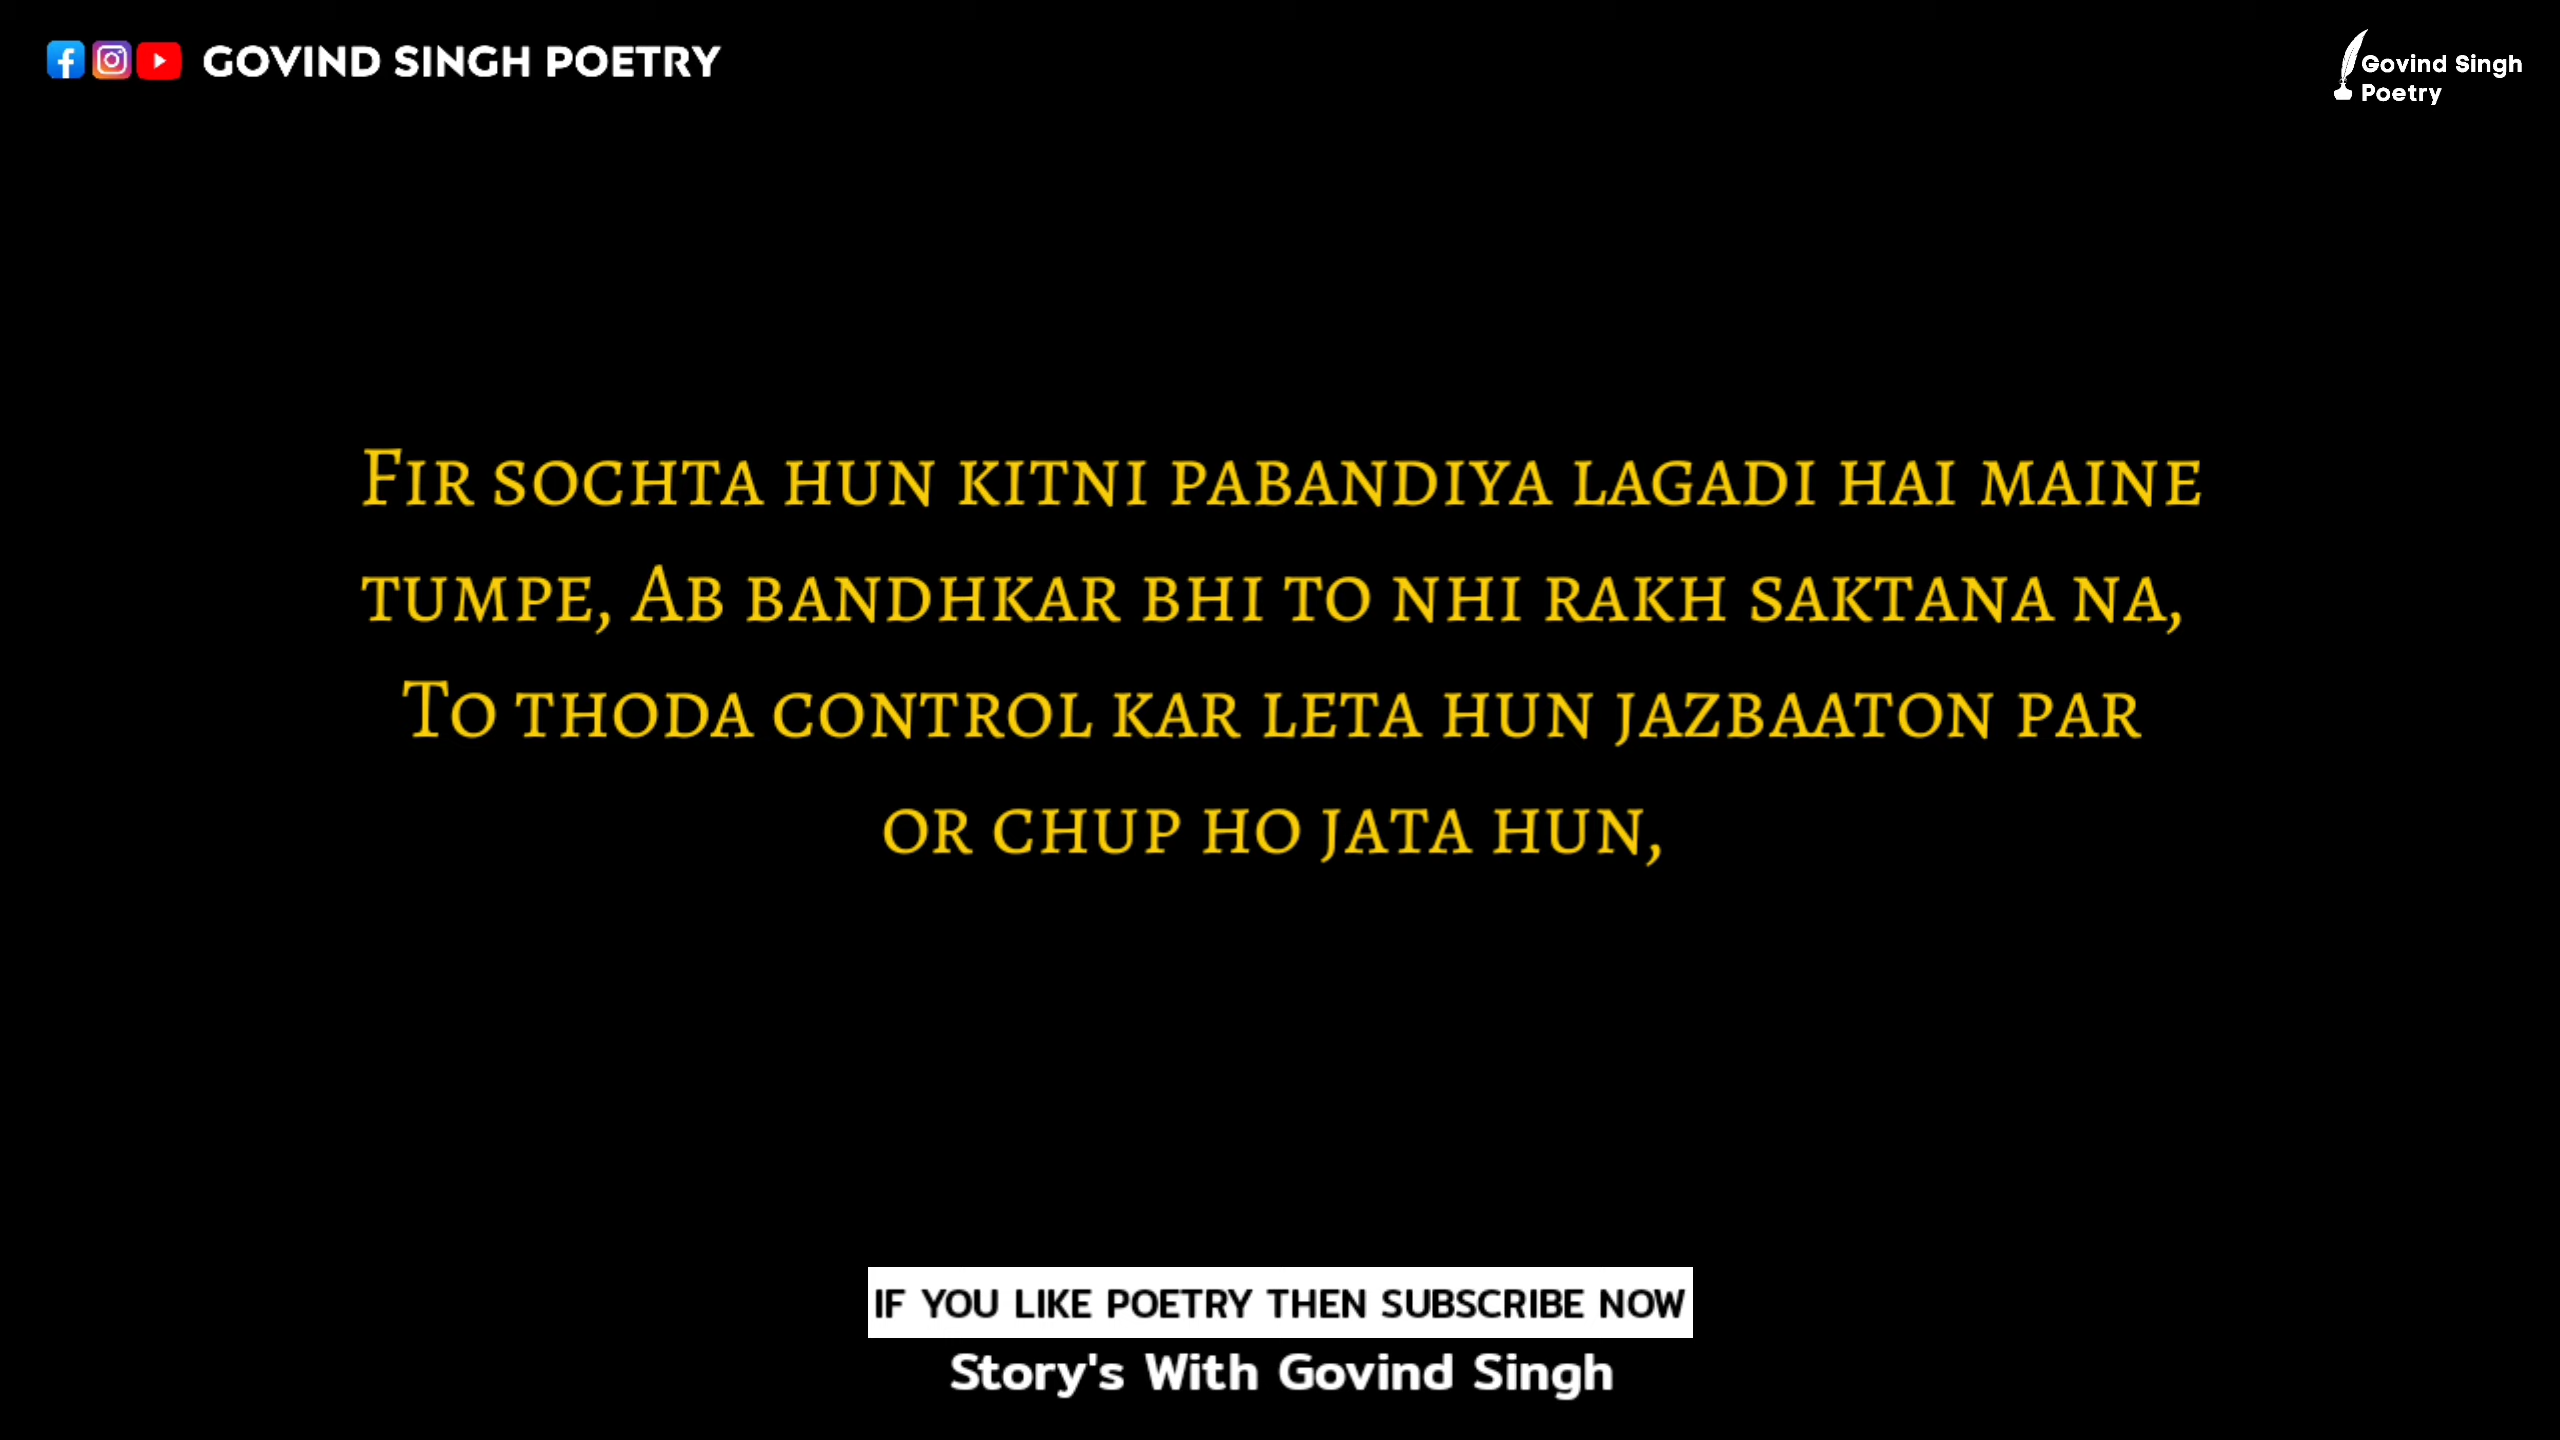 GOVIND SINGH POETRY
Govind Singh
Poetry
Fir sochta hun kitni pabandiya lagadi hai maine
tumpe, Ab bandhkar bhi to nhi rakh saktana na,
To thoda control kar leta hun jazbaaton par
or chup ho jata hun,
IF YOU LIKE POETRY THEN SUBSCRIBE NOW
Story's With Govind Singh